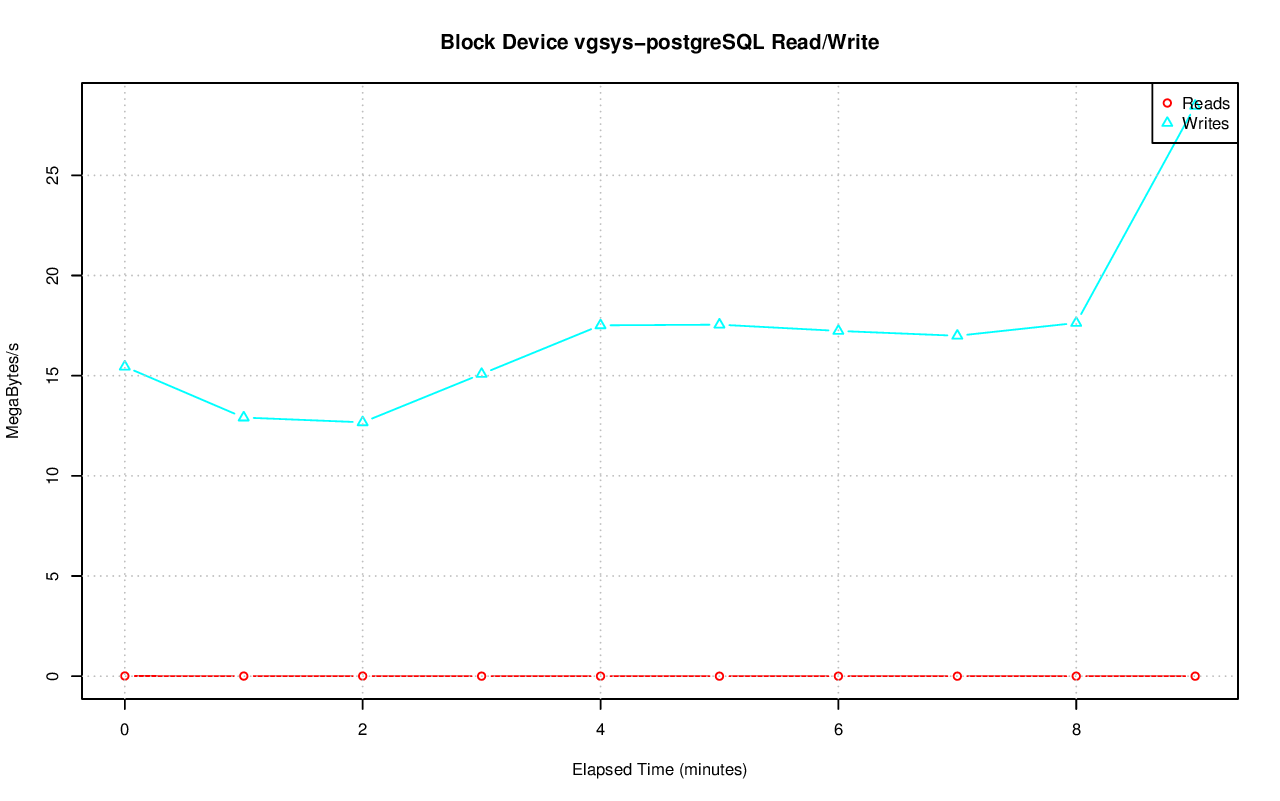 Block Device vgsys−postgreSQL Read/Write
Reads
Writes
25
20
15
10
5
0
MegaBytes/s
0 2 4 6 8
Elapsed Time (minutes)